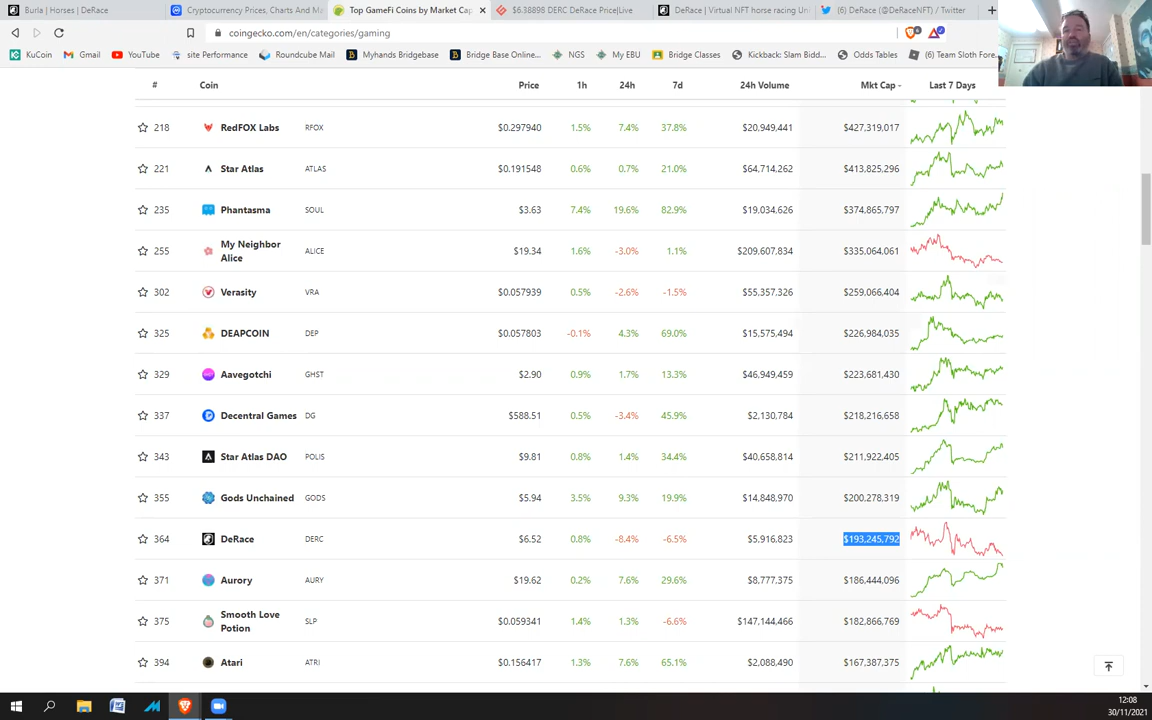 Burla | Horses | DeRace
Cryptocurrency Prices, Charts And Ma
Top GameFi Coins by Market Cap
$6.38898 DERC DeRace Price|Live
DeRace | Virtual NFT horse racing Un
(6) DeRace (@DeRaceNFT) / Twitter
coingecko.com/en/categories/gaming
KuCoin Gmail YouTube site Performance Roundcube Mail Myhands Bridgebase Bridge Base Online... NGS My EBU Bridge Classes Kickback: Slam Bidd... Odds Tables (6) Team Sloth Fore...
# Coin Price 1h 24h 7d 24h Volume Mkt Cap Last 7 Days
218 RedFOX Labs RFOX $0.297940 1.5% 7.4% 37.8% $20,949,441 $427,319,017
221 Star Atlas ATLAS $0.191548 0.6% 0.7% 21.0% $64,714,262 $413,825,296
235 Phantasma SOUL $3.63 7.4% 19.6% 82.9% $19,034,626 $374,865,797
255 My Neighbor Alice ALICE $19.34 1.6% -3.0% 1.1% $209,607,834 $335,064,061
302 Verasity VRA $0.057939 0.5% -2.6% -1.5% $55,357,326 $259,066,404
325 DEAPCOIN DEP $0.057803 -0.1% 4.3% 69.0% $15,575,494 $226,984,035
329 Aavegotchi GHST $2.90 0.9% 1.7% 13.3% $46,949,459 $223,681,430
337 Decentral Games DG $588.51 0.5% -3.4% 45.9% $2,130,784 $218,216,658
343 Star Atlas DAO POLIS $9.81 0.8% 1.4% 34.4% $40,658,814 $211,922,405
355 Gods Unchained GODS $5.94 3.5% 9.3% 19.9% $14,848,970 $200,278,319
364 DeRace DERC $6.52 0.8% -8.4% -6.5% $5,916,823 $193,245,792
371 Aurory AURY $19.62 0.2% 7.6% 29.6% $8,777,375 $186,444,096
375 Smooth Love Potion SLP $0.059341 1.4% 1.3% -6.6% $147,144,466 $182,866,769
394 Atari ATRI $0.156417 1.3% 7.6% 65.1% $2,088,490 $167,387,375
12:08
30/11/2021